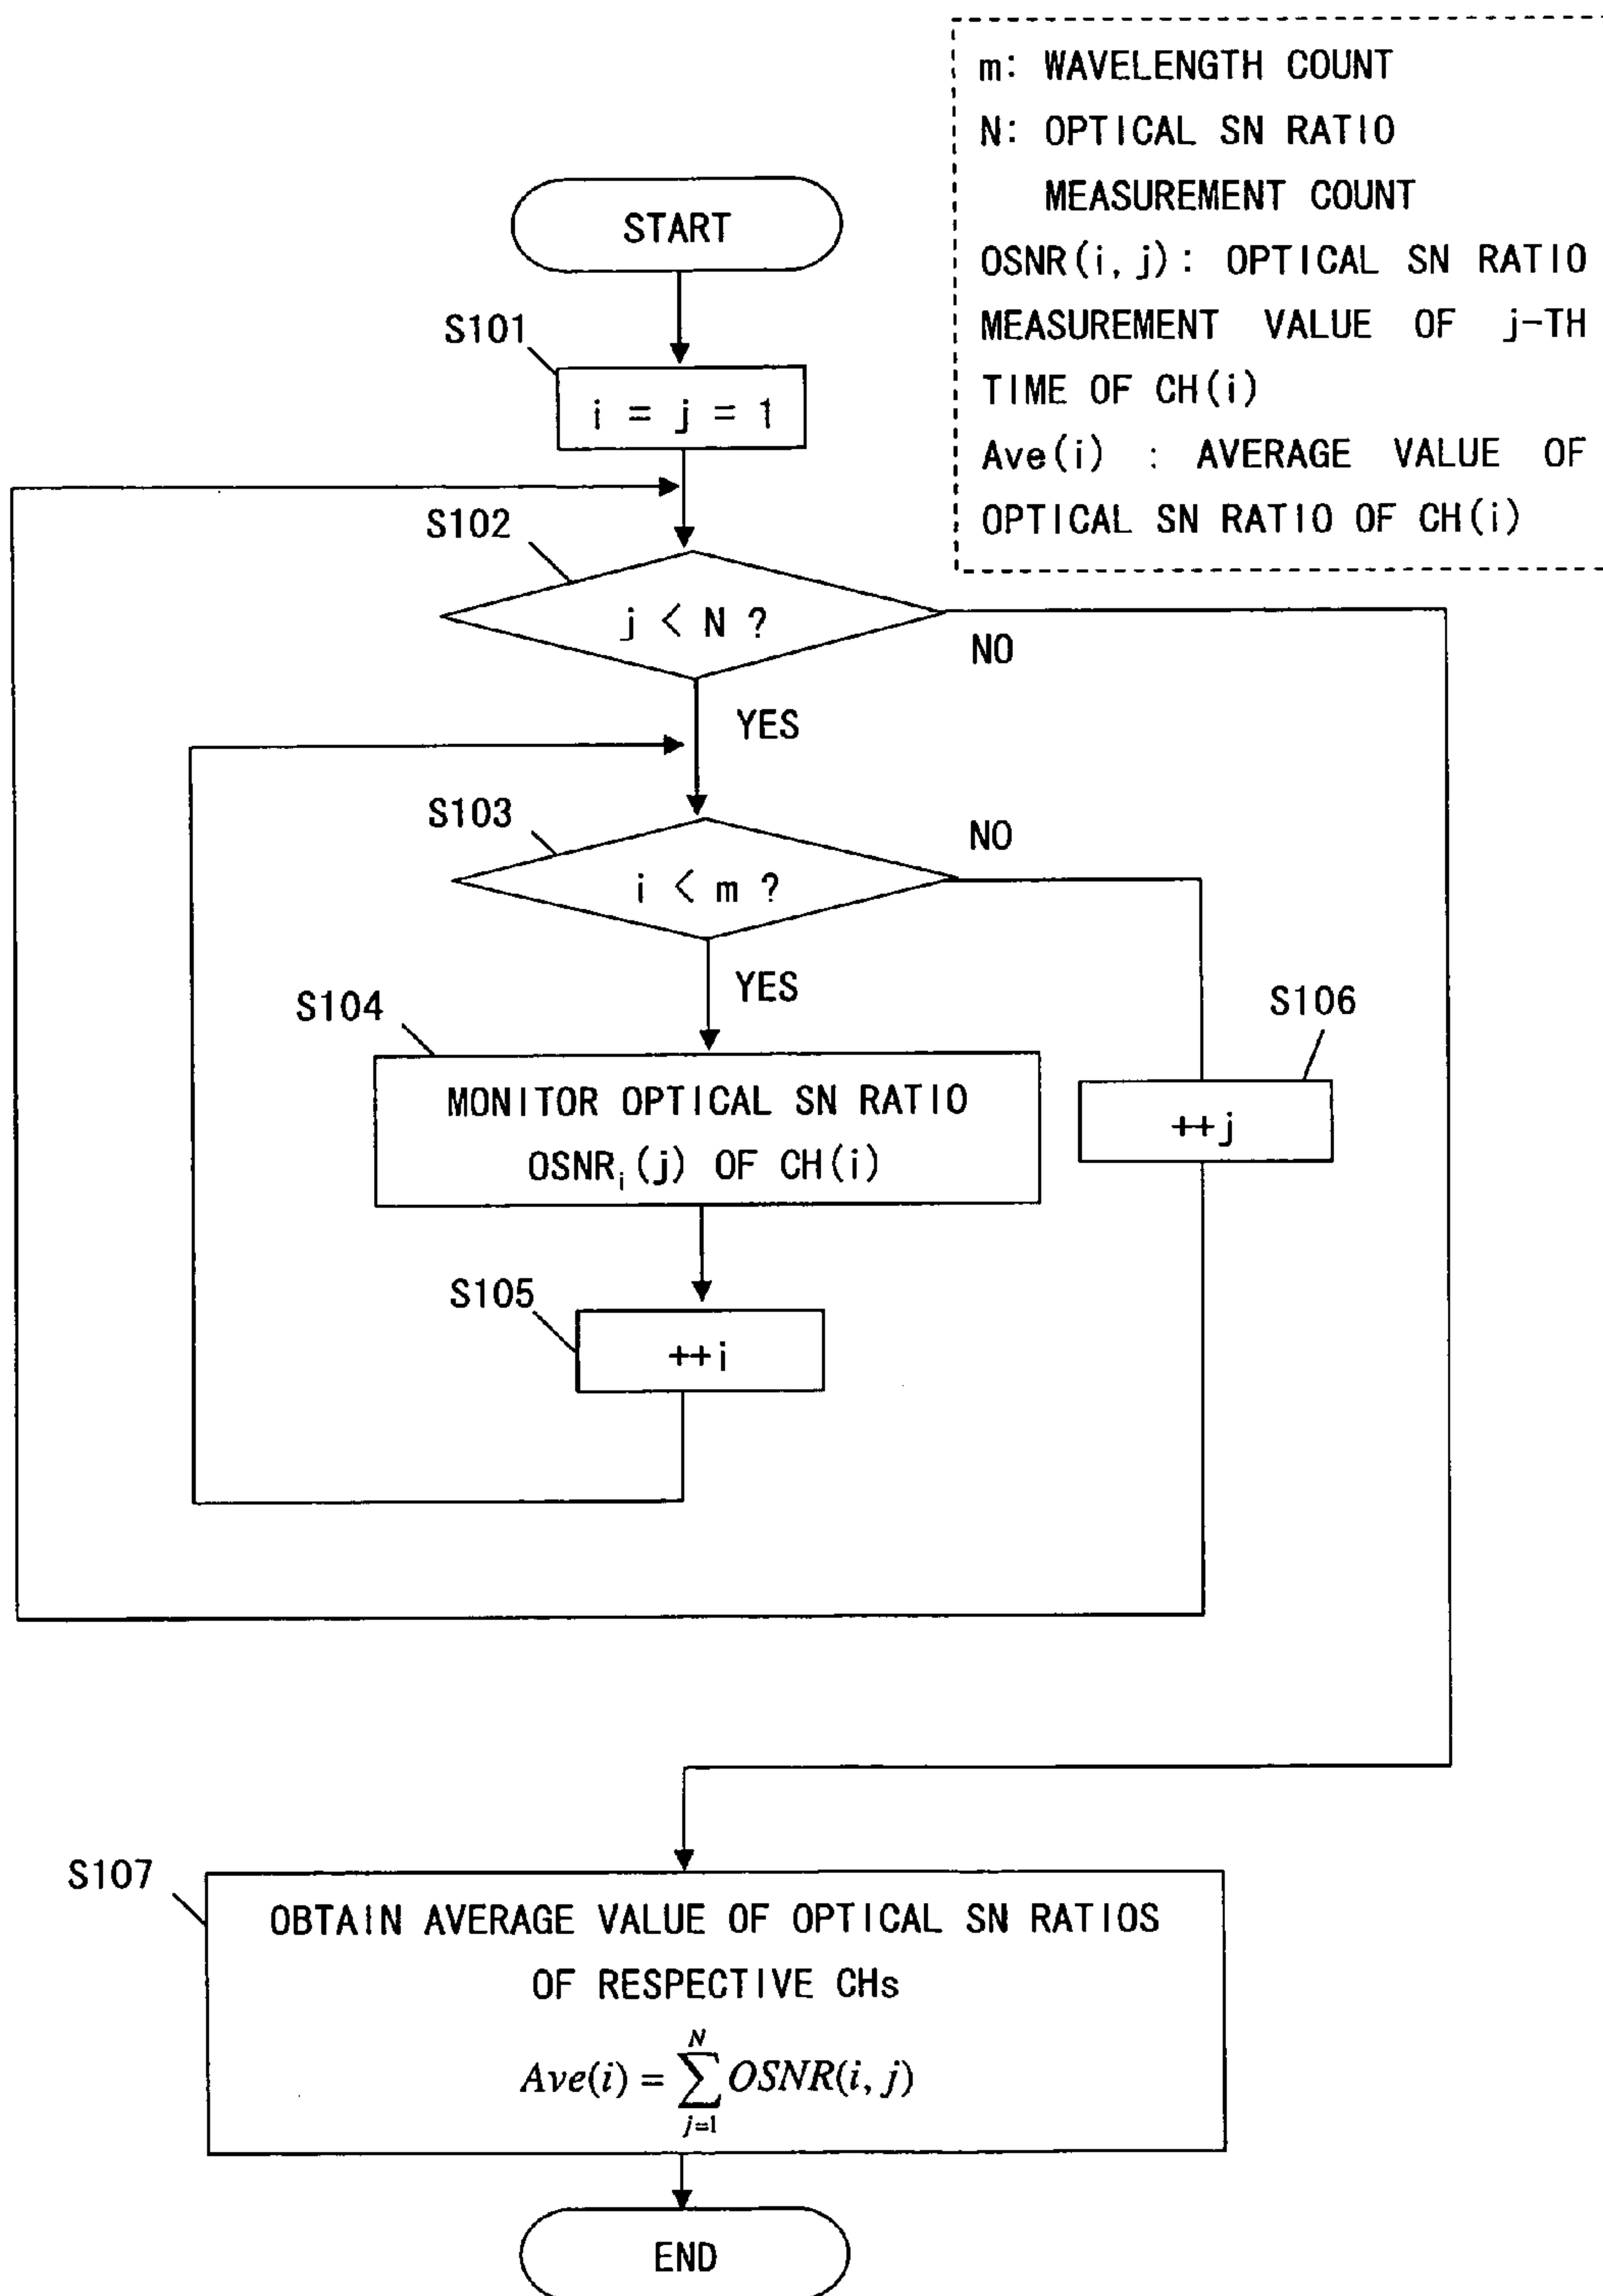 m: WAVELENGTH COUNT
N: OPTICAL SN RATIO
MEASUREMENT COUNT
OSNR(i,j): OPTICAL SN RATIO
MEASUREMENT VALUE OF j-TH
TIME OF CH(i)
Ave(i) : AVERAGE VALUE OF
OPTICAL SN RATIO OF CH(i)
START
S101
i = j = 1
S102
j < N ?
NO
YES
S103
i < m ?
NO
YES
S104
MONITOR OPTICAL SN RATIO
OSNRᵢ(j) OF CH(i)
S106
++j
S105
++i
S107
OBTAIN AVERAGE VALUE OF OPTICAL SN RATIOS
OF RESPECTIVE CHs
Ave(i) = ∑_{j=1}^{N} OSNR(i, j)
END